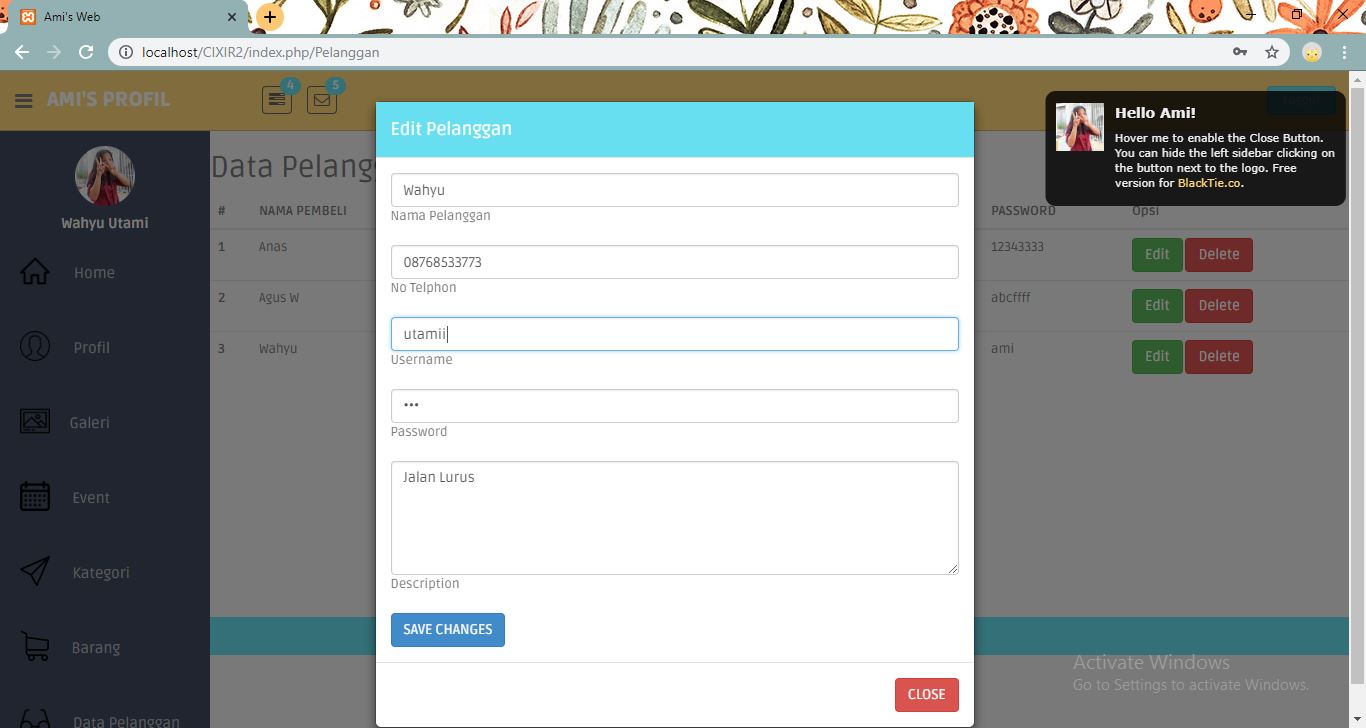 Ami's Web
localhost/CIXIR2/index.php/Pelanggan
AMI'S PROFIL
4
5
Hello Ami!
Hover me to enable the Close Button.
You can hide the left sidebar clicking on
the button next to the logo. Free
version for BlackTie.co.
Wahyu Utami
Home
Profil
Galeri
Event
Kategori
Barang
Data Pelanggan
Data Pelang
# NAMA PEMBELI PASSWORD Opsi
1 Anas 12343333 Edit Delete
2 Agus W abcffff Edit Delete
3 Wahyu ami Edit Delete
Edit Pelanggan
Wahyu
Nama Pelanggan
08768533773
No Telphon
utamii
Username
•••
Password
Jalan Lurus
Description
SAVE CHANGES
CLOSE
Activate Windows
Go to Settings to activate Windows.